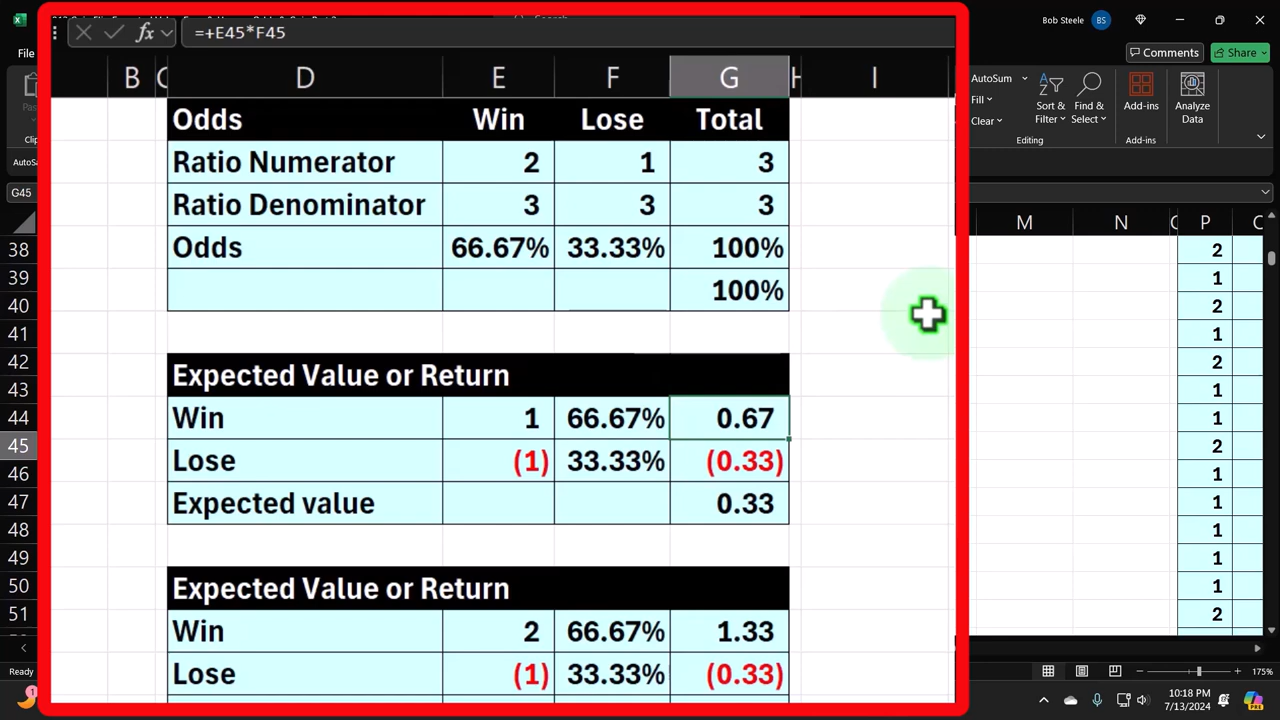 Bob Steele BS
Search
File
Comments
Share
=+E45*F45
fx
AutoSum
Fill
Clear
Sort &
Filter
Find &
Select
Add-ins
Analyze
Data
Editing
Add-ins
G45
B C D E F G H I M N P
Odds Win Lose Total
Ratio Numerator 2 1 3
Ratio Denominator 3 3 3
Odds 66.67% 33.33% 100%
100%
Expected Value or Return
Win 1 66.67% 0.67
Lose (1) 33.33% (0.33)
Expected value 0.33
Expected Value or Return
Win 2 66.67% 1.33
Lose (1) 33.33% (0.33)
38 2
39 1
40 2
41 1
42 2
43 1
44 1
45 2
46 1
47 1
48 1
49 1
50 1
51 2
Ready
175%
1
10:18 PM
7/13/2024
PRE